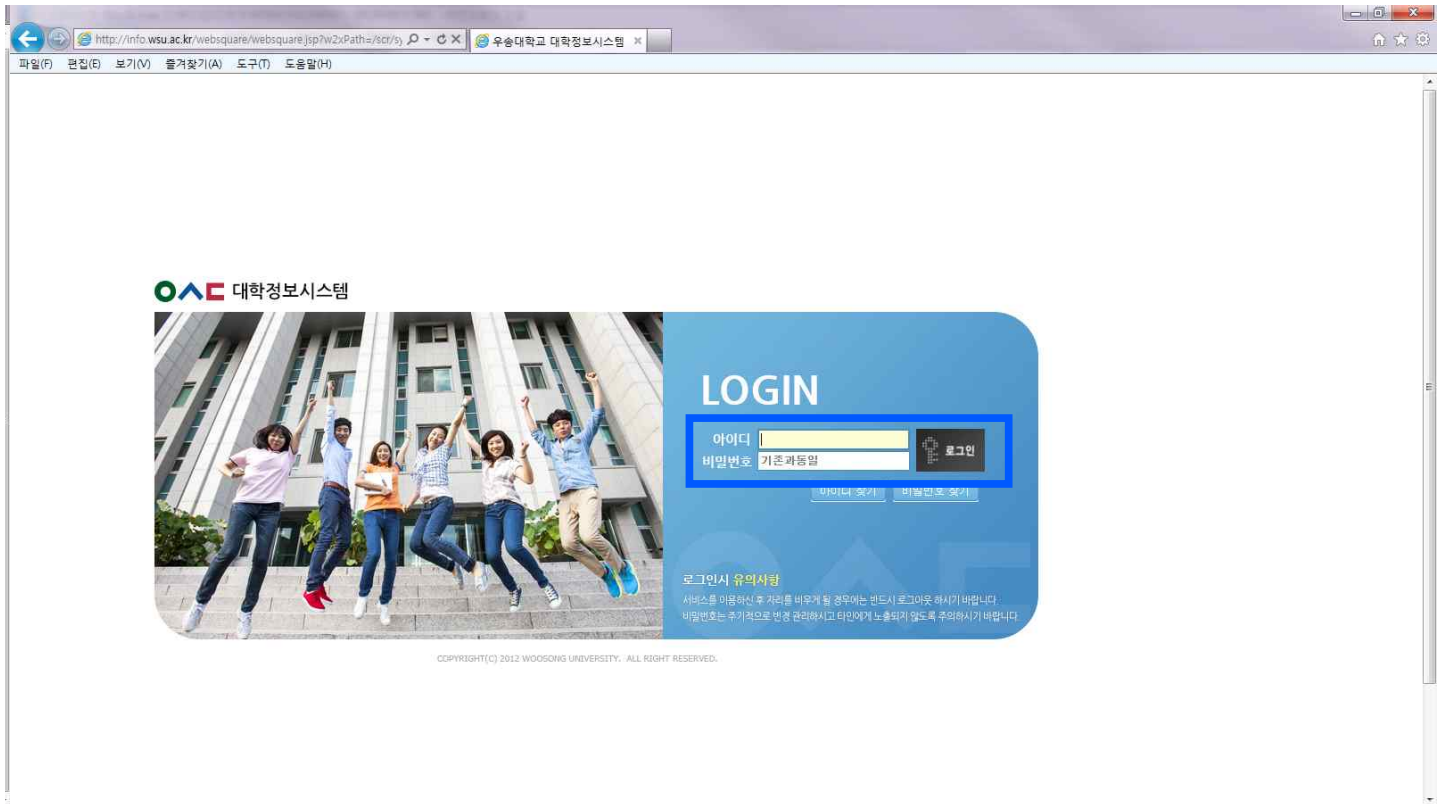 http://info.wsu.ac.kr/websquare/websquare.jsp?w2xPath=/scr/sy
우송대학교 대학정보시스템
파일(F) 편집(E) 보기(V) 즐겨찾기(A) 도구(T) 도움말(H)
대학정보시스템
LOGIN
아이디
로그인
비밀번호 기존과동일
아이디 찾기 비밀번호 찾기
로그인시 유의사항
서비스를 이용하신 후 자리를 비우게 될 경우에는 반드시 로그아웃 하시기 바랍니다
비밀번호는 주기적으로 변경 관리하시고 타인에게 노출되지 않도록 주의하시기 바랍니다
COPYRIGHT(C) 2012 WOOSONG UNIVERSITY. ALL RIGHT RESERVED.